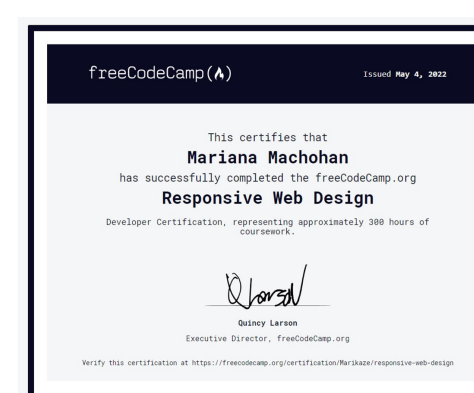 freeCodeCamp(🔥)
Issued May 4, 2022
This certifies that
Mariana Machohan
has successfully completed the freeCodeCamp.org
Responsive Web Design
Developer Certification, representing approximately 300 hours of
coursework.
Q Larson
Quincy Larson
Executive Director, freeCodeCamp.org
Verify this certification at https://freecodecamp.org/certification/Marikaze/responsive-web-design